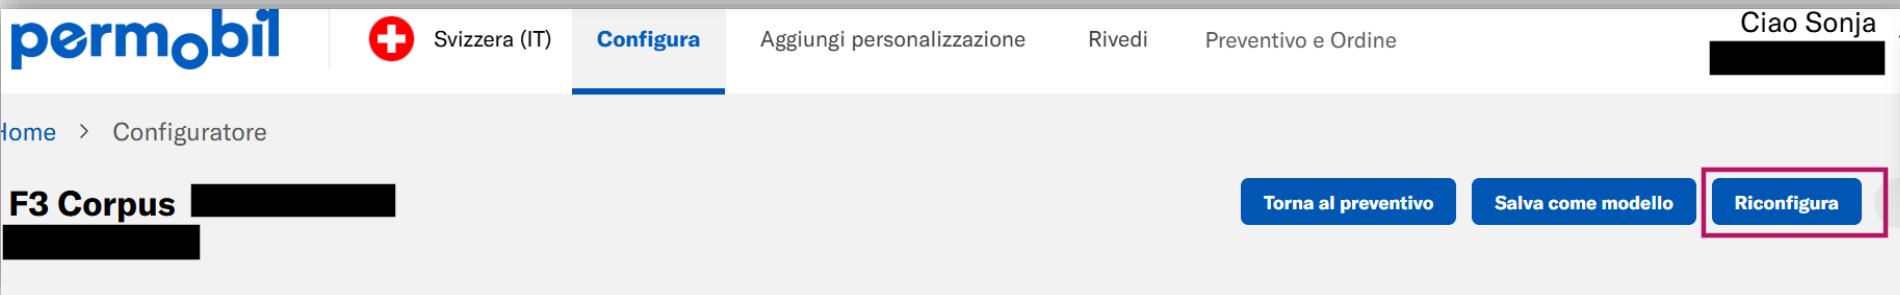 permobil
Svizzera (IT)
Configura
Aggiungi personalizzazione
Rivedi
Preventivo e Ordine
Ciao Sonja
Home > Configuratore
F3 Corpus
Torna al preventivo
Salva come modello
Riconfigura